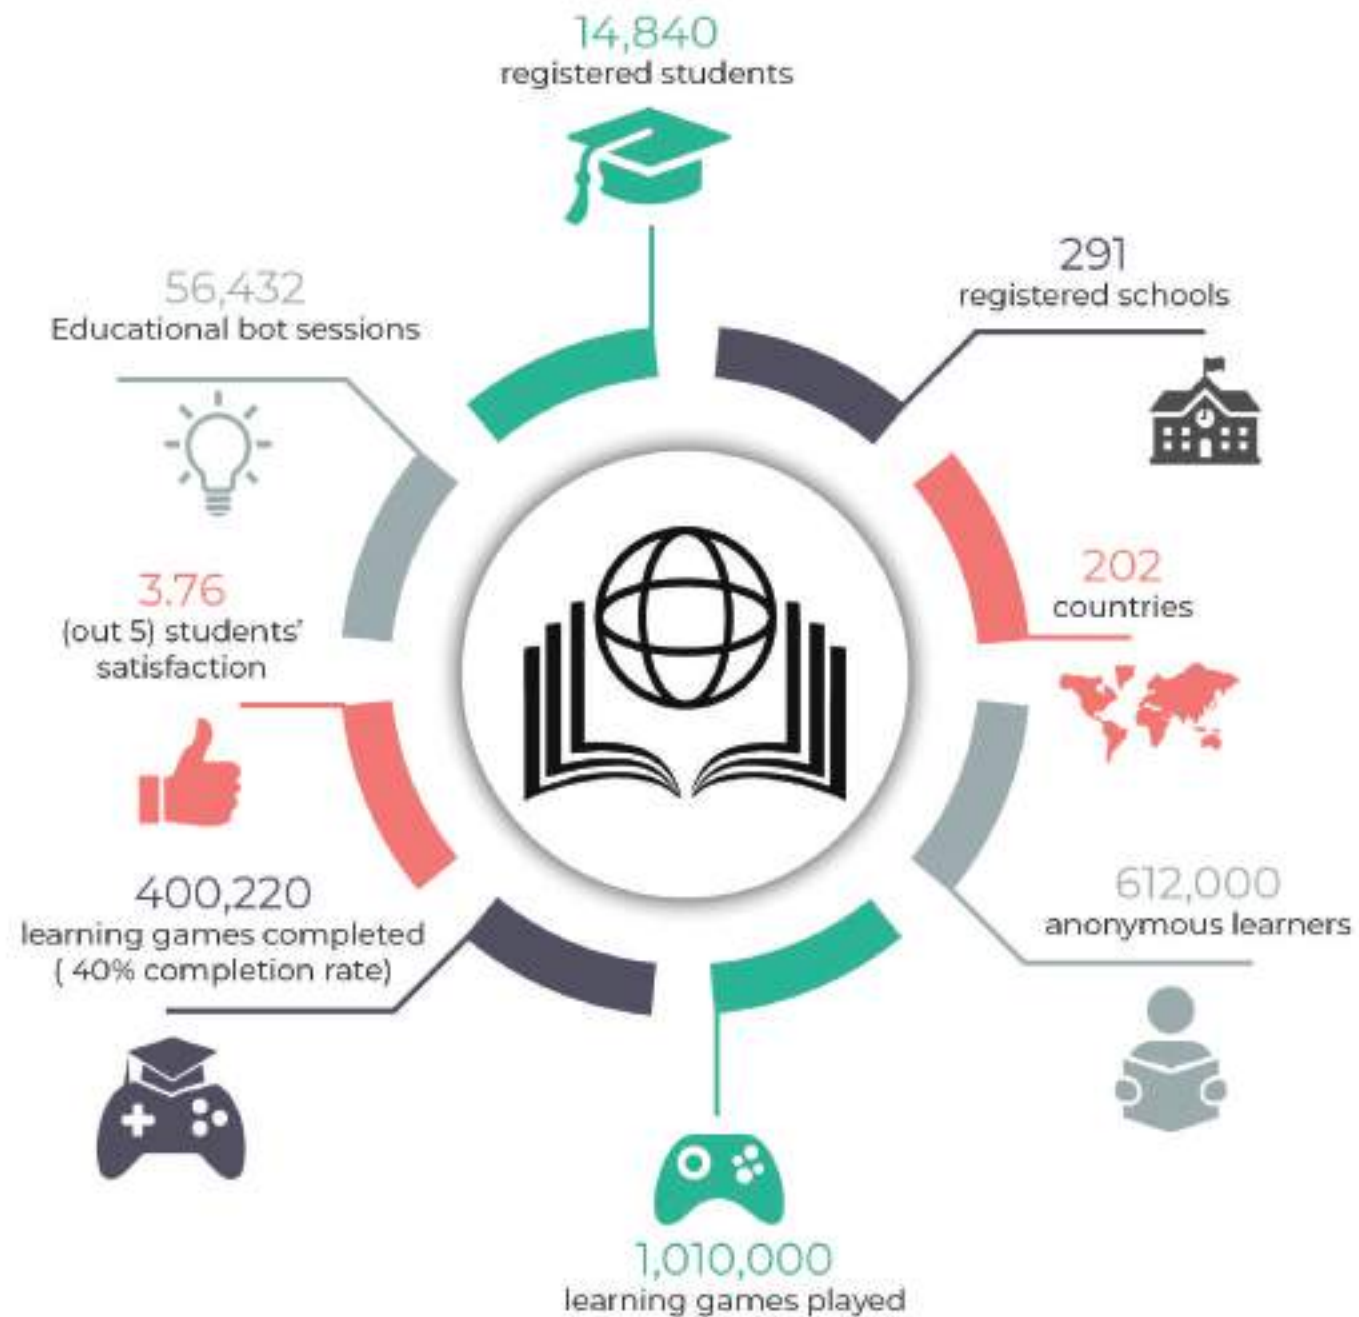 14,840
registered students
291
registered schools
56,432
Educational bot sessions
202
countries
3.76
(out 5) students'
satisfaction
612,000
anonymous learners
400,220
learning games completed
( 40% completion rate)
1,010,000
learning games played